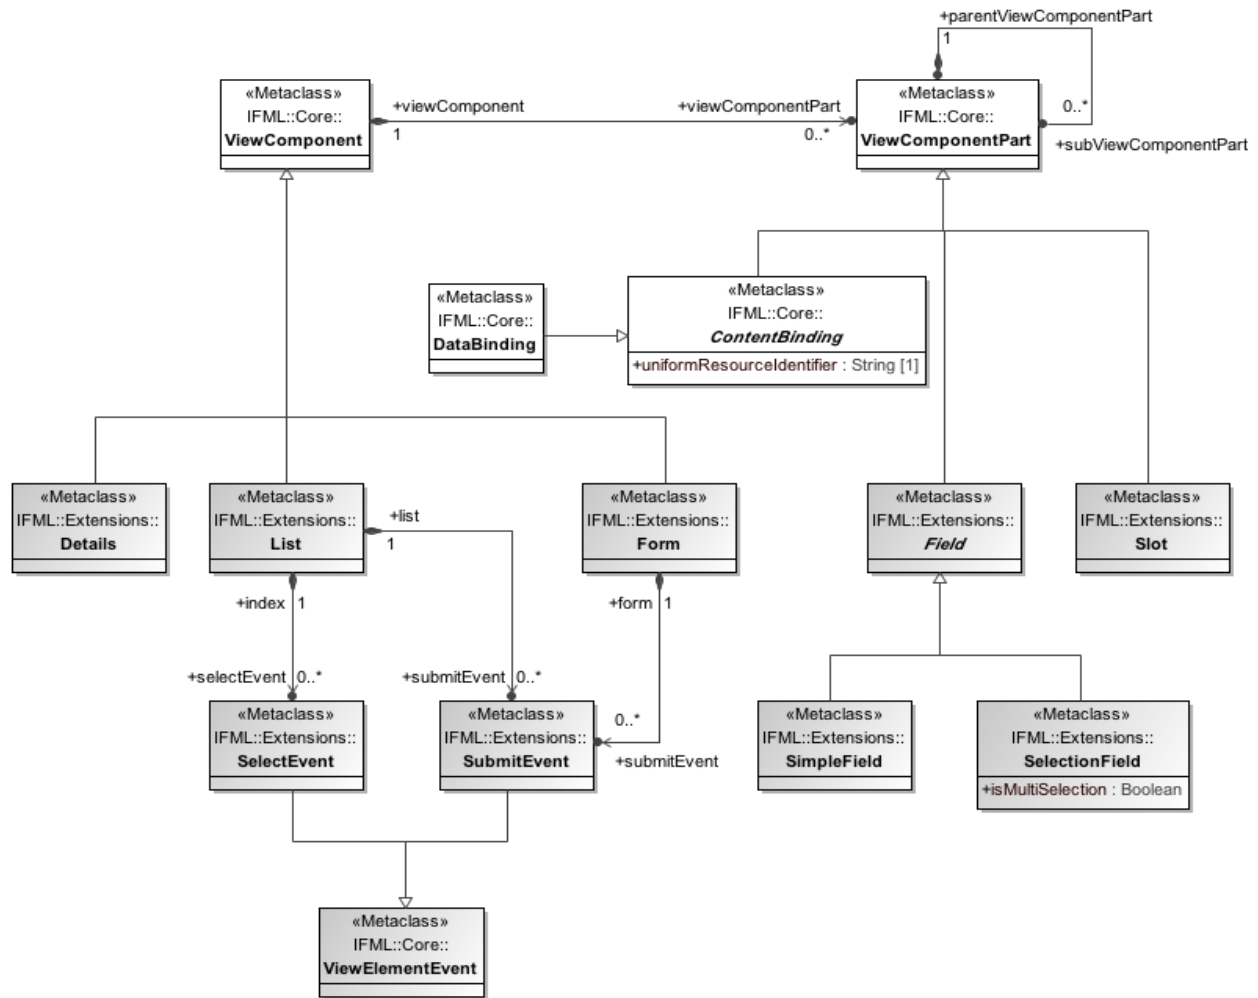 +parentViewComponentPart
1
«Metaclass»
IFML::Core::
ViewComponent
+viewComponent
1
+viewComponentPart
0..*
«Metaclass»
IFML::Core::
ViewComponentPart
0..*
+subViewComponentPart
«Metaclass»
IFML::Core::
DataBinding
«Metaclass»
IFML::Core::
ContentBinding
+uniformResourceIdentifier : String [1]
«Metaclass»
IFML::Extensions::
Details
«Metaclass»
IFML::Extensions::
List
+list
1
«Metaclass»
IFML::Extensions::
Form
«Metaclass»
IFML::Extensions::
Field
«Metaclass»
IFML::Extensions::
Slot
+index 1
+form 1
+selectEvent 0..*
+submitEvent 0..*
«Metaclass»
IFML::Extensions::
SelectEvent
«Metaclass»
IFML::Extensions::
SubmitEvent
0..*
+submitEvent
«Metaclass»
IFML::Extensions::
SimpleField
«Metaclass»
IFML::Extensions::
SelectionField
+isMultiSelection : Boolean
«Metaclass»
IFML::Core::
ViewElementEvent